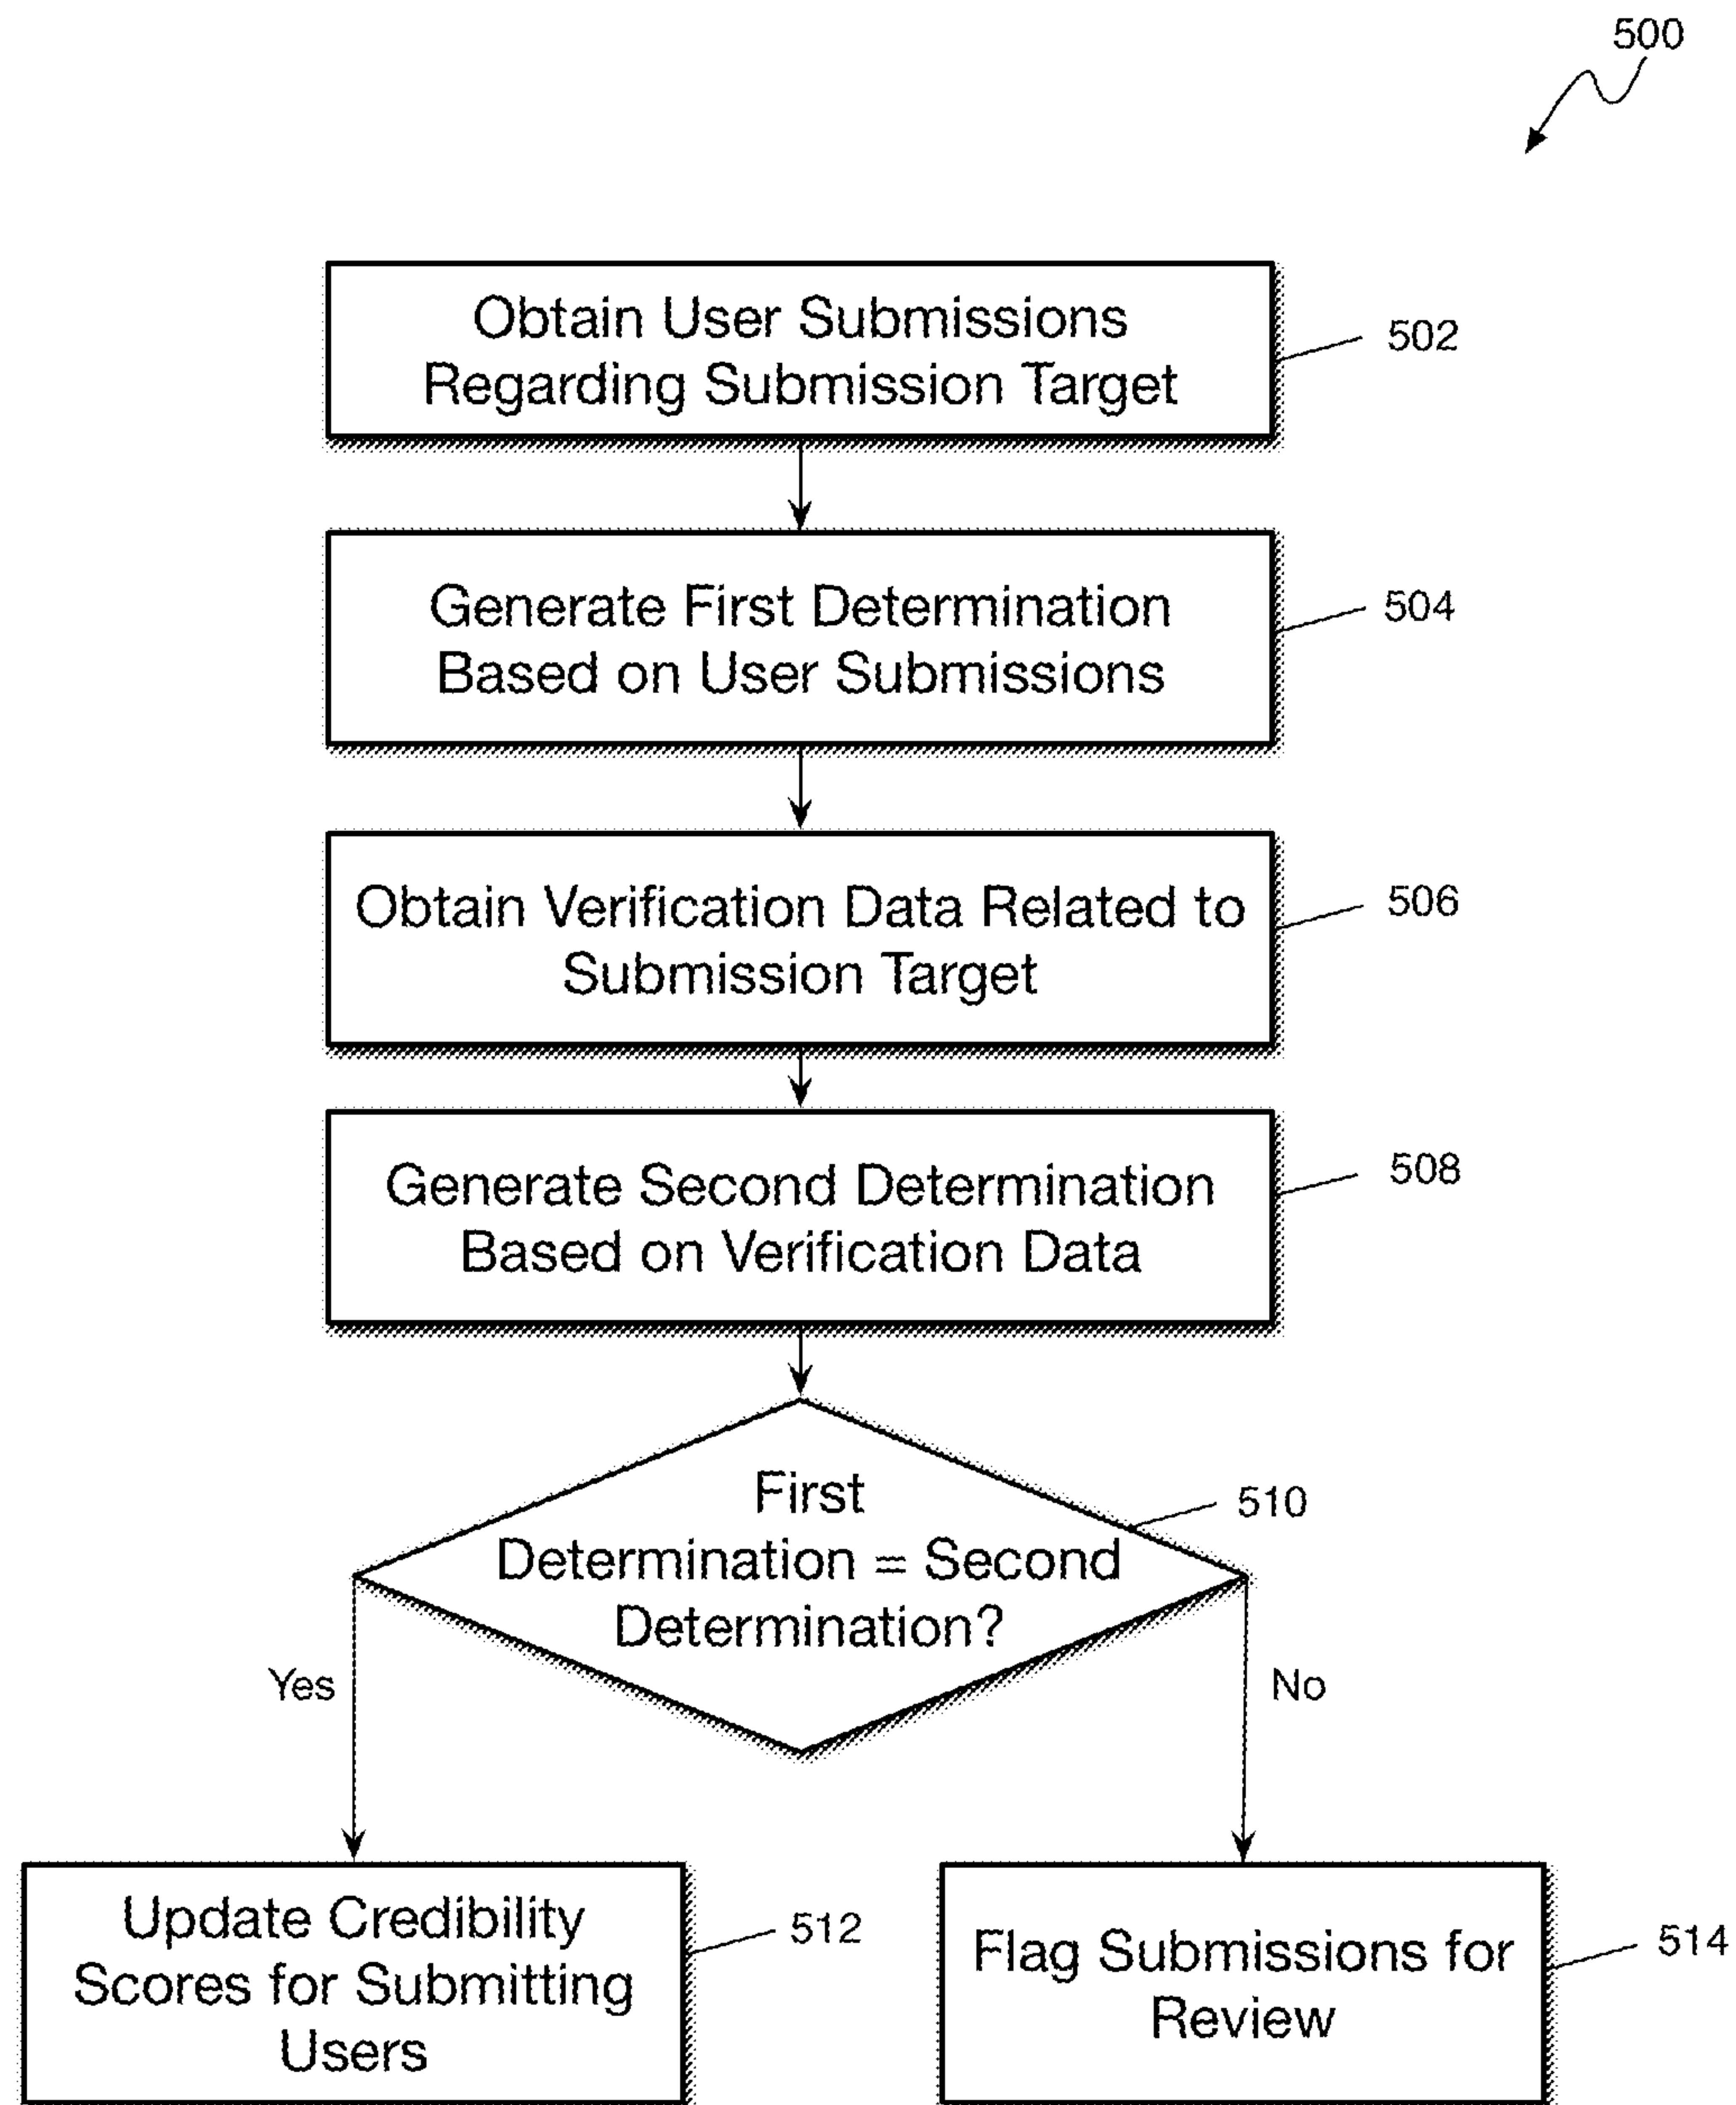 500
Obtain User Submissions
Regarding Submission Target
502
Generate First Determination
Based on User Submissions
504
Obtain Verification Data Related to
Submission Target
506
Generate Second Determination
Based on Verification Data
508
First
Determination = Second
Determination?
510
Yes
No
Update Credibility
Scores for Submitting
Users
512
Flag Submissions for
Review
514